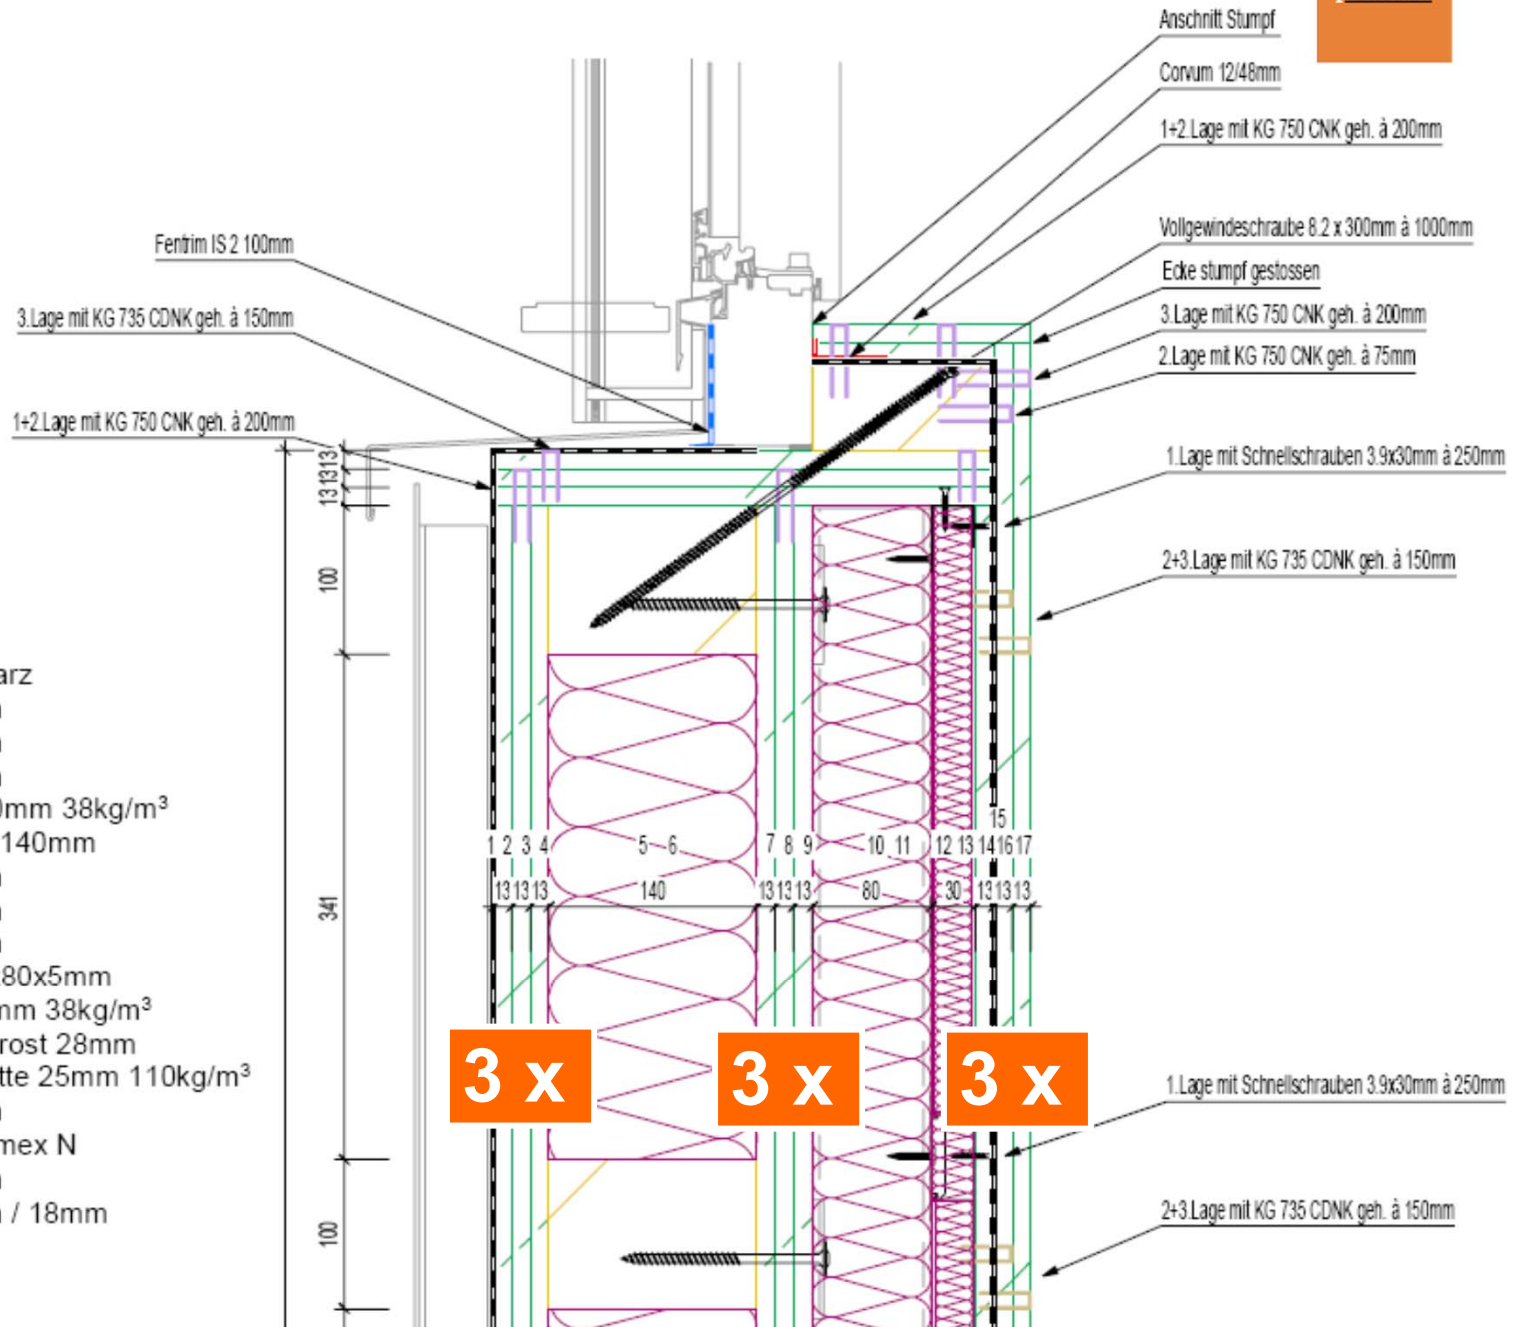 Anschnitt Stumpf
Corvum 12/48mm
1+2.Lage mit KG 750 CNK geh. à 200mm
Vollgewindeschraube 8.2 x 300mm à 1000mm
Fentrim IS 2 100mm
Ecke stumpf gestossen
3.Lage mit KG 735 CDNK geh. à 150mm
3.Lage mit KG 750 CNK geh. à 200mm
2.Lage mit KG 750 CNK geh. à 75mm
1+2.Lage mit KG 750 CNK geh. à 200mm
1.Lage mit Schnellschrauben 3.9x30mm à 250mm
13
13
13
2+3.Lage mit KG 735 CDNK geh. à 150mm
100
arz
0mm 38kg/m³
140mm
15
1 2 3 4 5 6 7 8 9 10 11 12 13 14 16 17
13 13 13 140 13 13 13 80 30 13 13 13
341
80x5mm
mm 38kg/m³
rost 28mm
tte 25mm 110kg/m³
3 x 3 x 3 x
1.Lage mit Schnellschrauben 3.9x30mm à 250mm
mex N
/ 18mm
2+3.Lage mit KG 735 CDNK geh. à 150mm
100